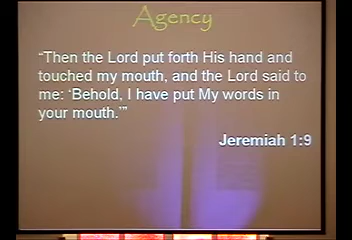 Agency
“Then the Lord put forth His hand and
touched my mouth, and the Lord said to
me: ‘Behold, I have put My words in
your mouth.’”
Jeremiah 1:9